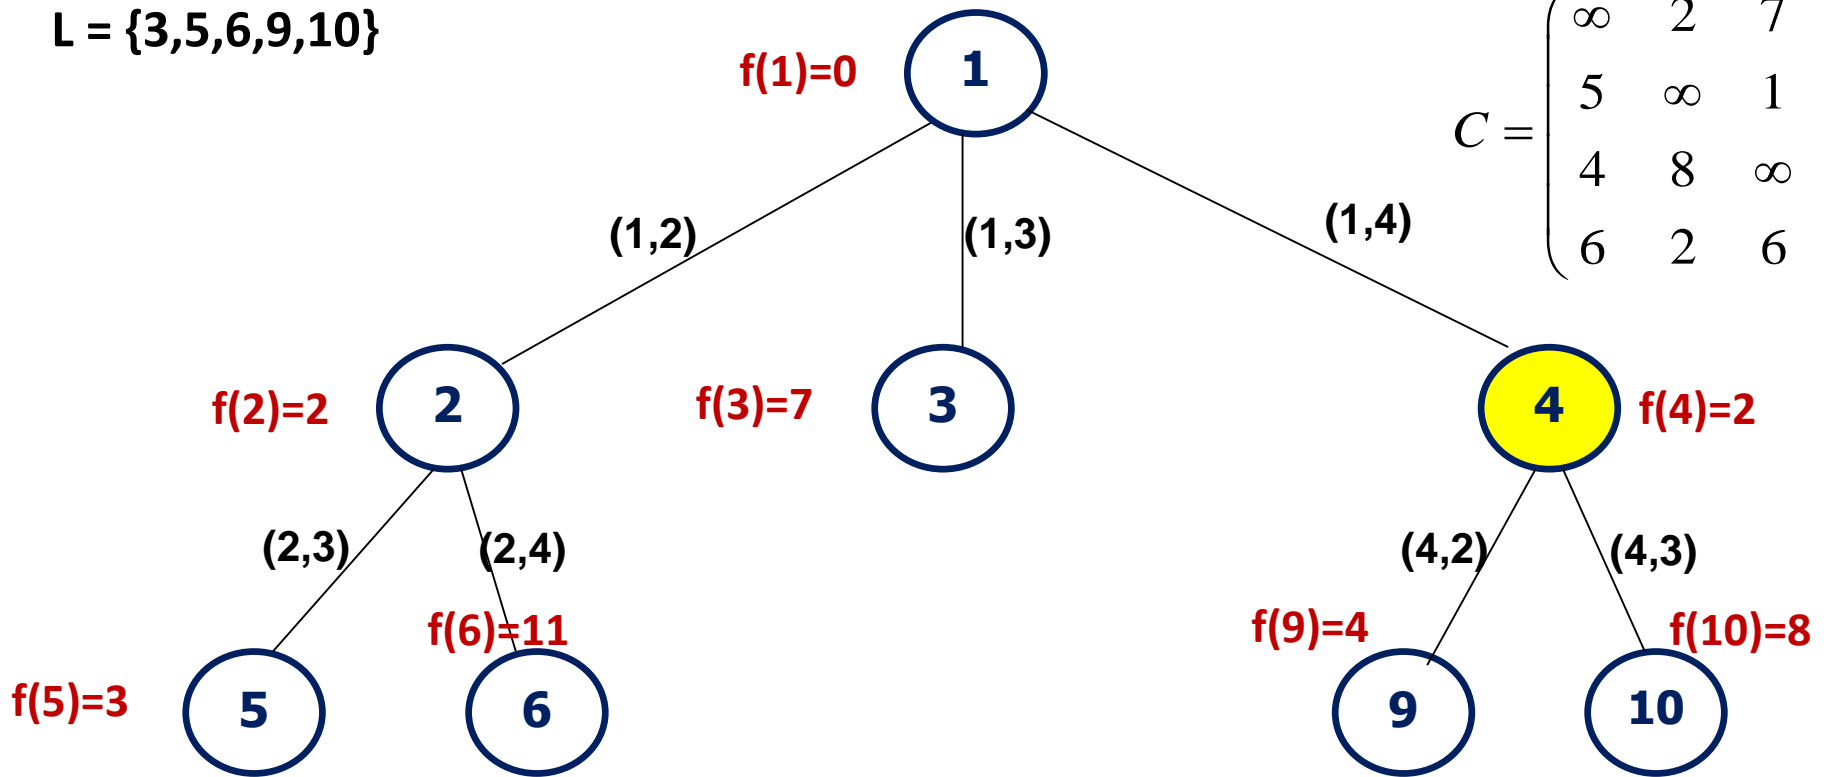 L = {3,5,6,9,10}
f(1)=0
1
C =
∞ 2 7
5 ∞ 1
4 8 ∞
6 2 6
(1,2)
(1,3)
(1,4)
f(2)=2
2
f(3)=7
3
4
f(4)=2
(2,3)
(2,4)
(4,2)
(4,3)
f(6)=11
f(9)=4
f(10)=8
f(5)=3
5
6
9
10